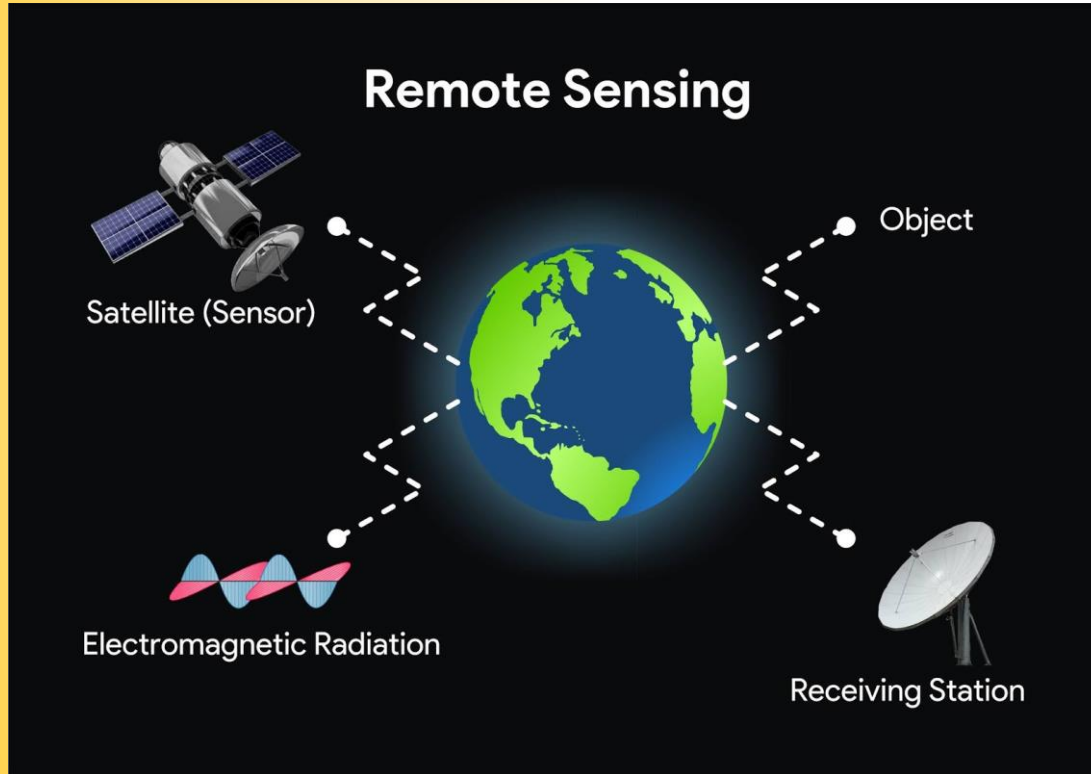 Remote Sensing
Satellite (Sensor)
Object
Electromagnetic Radiation
Receiving Station